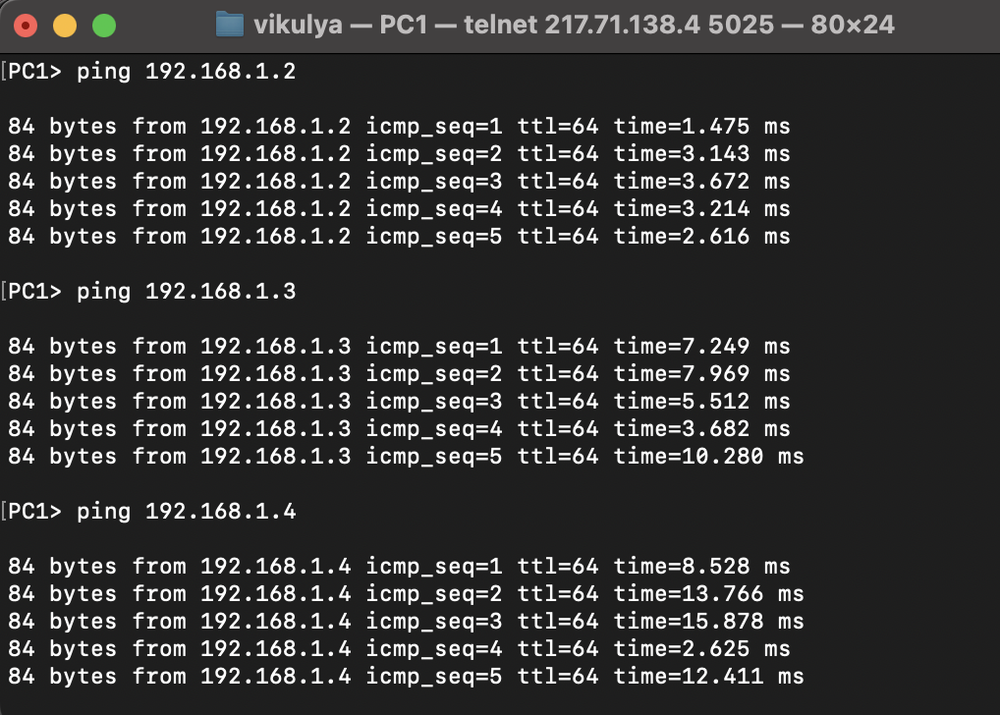 vikulya — PC1 — telnet 217.71.138.4 5025 — 80×24
[PC1> ping 192.168.1.2
84 bytes from 192.168.1.2 icmp_seq=1 ttl=64 time=1.475 ms
84 bytes from 192.168.1.2 icmp_seq=2 ttl=64 time=3.143 ms
84 bytes from 192.168.1.2 icmp_seq=3 ttl=64 time=3.672 ms
84 bytes from 192.168.1.2 icmp_seq=4 ttl=64 time=3.214 ms
84 bytes from 192.168.1.2 icmp_seq=5 ttl=64 time=2.616 ms
[PC1> ping 192.168.1.3
84 bytes from 192.168.1.3 icmp_seq=1 ttl=64 time=7.249 ms
84 bytes from 192.168.1.3 icmp_seq=2 ttl=64 time=7.969 ms
84 bytes from 192.168.1.3 icmp_seq=3 ttl=64 time=5.512 ms
84 bytes from 192.168.1.3 icmp_seq=4 ttl=64 time=3.682 ms
84 bytes from 192.168.1.3 icmp_seq=5 ttl=64 time=10.280 ms
[PC1> ping 192.168.1.4
84 bytes from 192.168.1.4 icmp_seq=1 ttl=64 time=8.528 ms
84 bytes from 192.168.1.4 icmp_seq=2 ttl=64 time=13.766 ms
84 bytes from 192.168.1.4 icmp_seq=3 ttl=64 time=15.878 ms
84 bytes from 192.168.1.4 icmp_seq=4 ttl=64 time=2.625 ms
84 bytes from 192.168.1.4 icmp_seq=5 ttl=64 time=12.411 ms